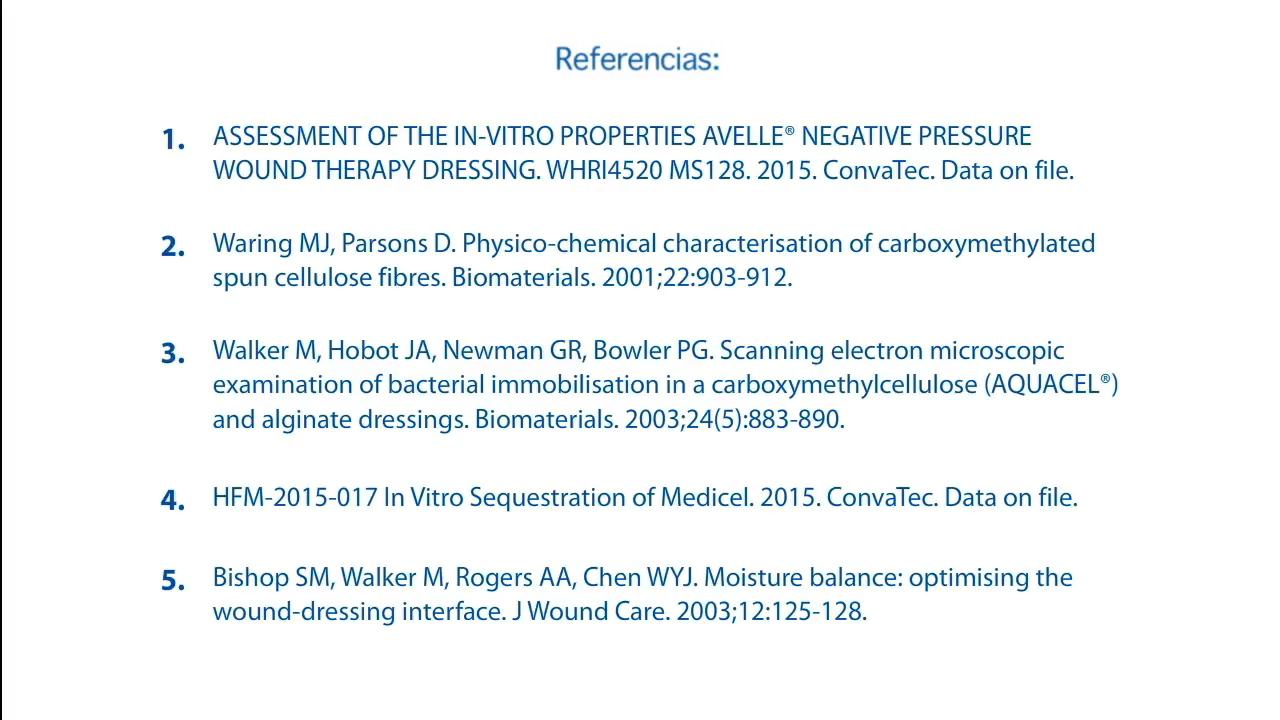 Referencias:
1. ASSESSMENT OF THE IN-VITRO PROPERTIES AVELLE® NEGATIVE PRESSURE
WOUND THERAPY DRESSING. WHRI4520 MS128. 2015. ConvaTec. Data on file.
2. Waring MJ, Parsons D. Physico-chemical characterisation of carboxymethylated
spun cellulose fibres. Biomaterials. 2001;22:903-912.
3. Walker M, Hobot JA, Newman GR, Bowler PG. Scanning electron microscopic
examination of bacterial immobilisation in a carboxymethylcellulose (AQUACEL®)
and alginate dressings. Biomaterials. 2003;24(5):883-890.
4. HFM-2015-017 In Vitro Sequestration of Medicel. 2015. ConvaTec. Data on file.
5. Bishop SM, Walker M, Rogers AA, Chen WYJ. Moisture balance: optimising the
wound-dressing interface. J Wound Care. 2003;12:125-128.